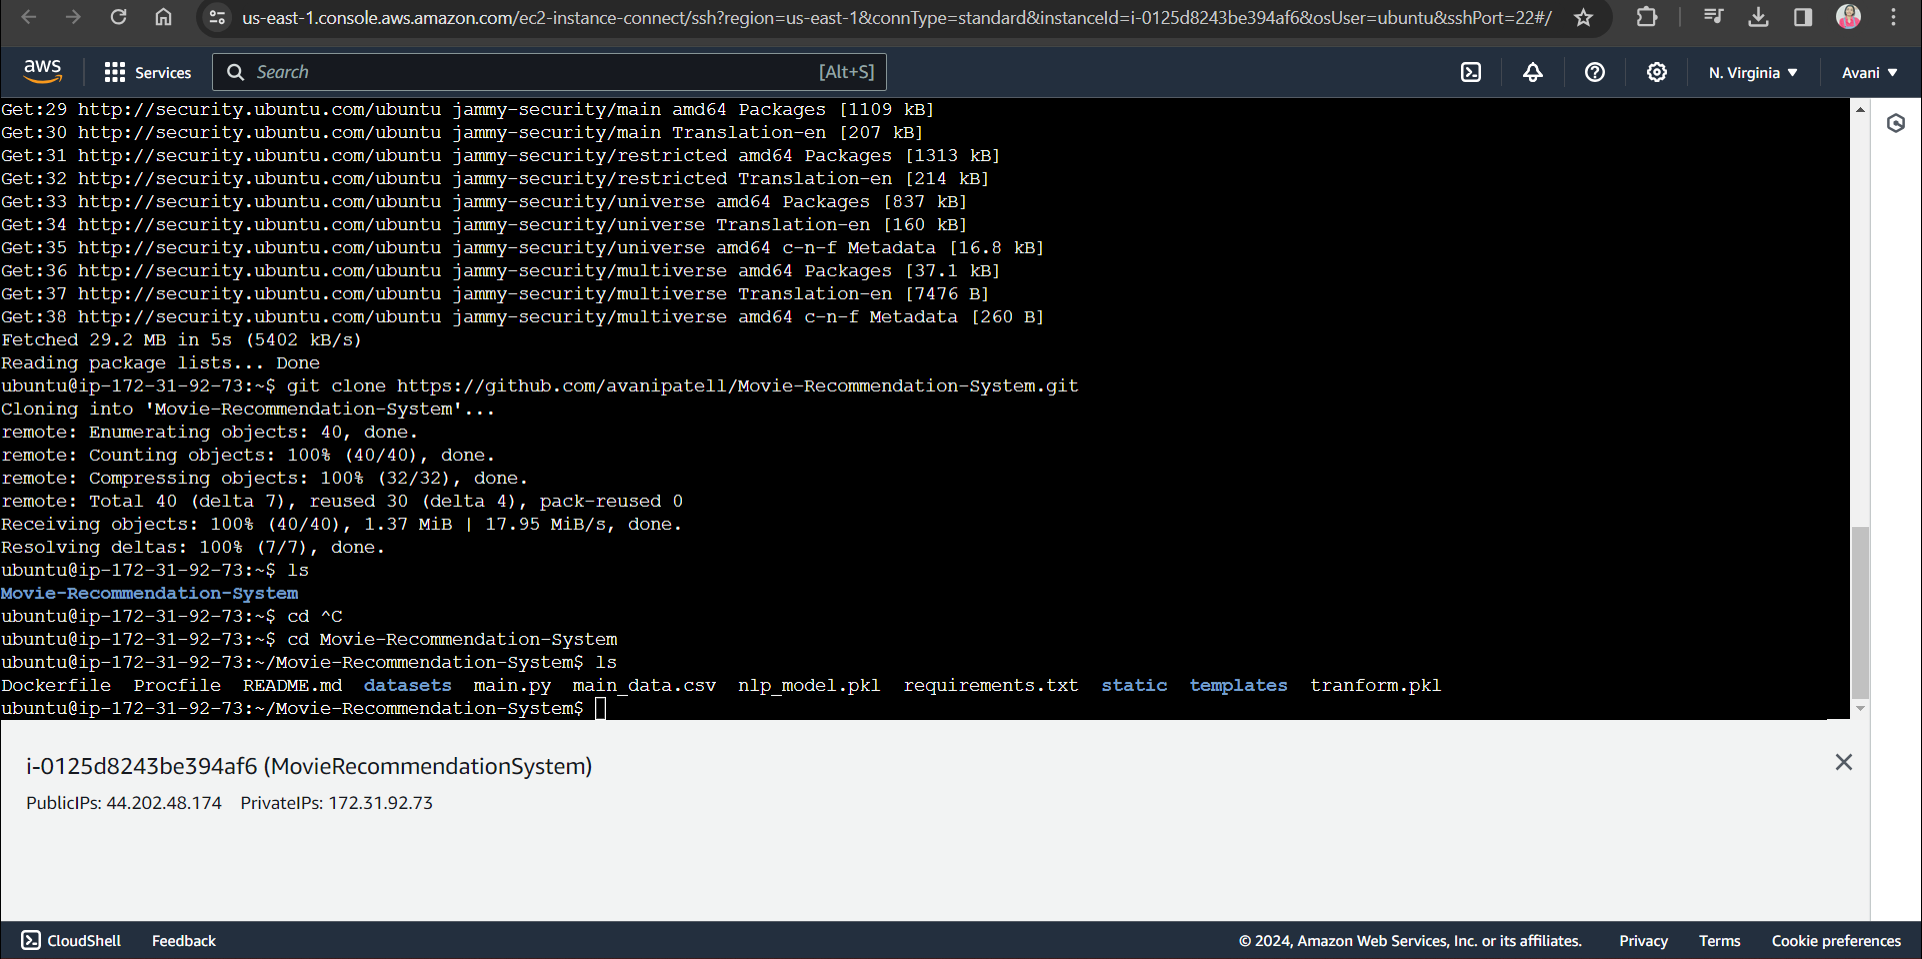 us-east-1.console.aws.amazon.com/ec2-instance-connect/ssh?region=us-east-1&connType=standard&instanceId=i-0125d8243be394af6&osUser=ubuntu&sshPort=22#/
aws Services Search [Alt+S] N. Virginia ▼ Avani ▼
Get:29 http://security.ubuntu.com/ubuntu jammy-security/main amd64 Packages [1109 kB]
Get:30 http://security.ubuntu.com/ubuntu jammy-security/main Translation-en [207 kB]
Get:31 http://security.ubuntu.com/ubuntu jammy-security/restricted amd64 Packages [1313 kB]
Get:32 http://security.ubuntu.com/ubuntu jammy-security/restricted Translation-en [214 kB]
Get:33 http://security.ubuntu.com/ubuntu jammy-security/universe amd64 Packages [837 kB]
Get:34 http://security.ubuntu.com/ubuntu jammy-security/universe Translation-en [160 kB]
Get:35 http://security.ubuntu.com/ubuntu jammy-security/universe amd64 c-n-f Metadata [16.8 kB]
Get:36 http://security.ubuntu.com/ubuntu jammy-security/multiverse amd64 Packages [37.1 kB]
Get:37 http://security.ubuntu.com/ubuntu jammy-security/multiverse Translation-en [7476 B]
Get:38 http://security.ubuntu.com/ubuntu jammy-security/multiverse amd64 c-n-f Metadata [260 B]
Fetched 29.2 MB in 5s (5402 kB/s)
Reading package lists... Done
ubuntu@ip-172-31-92-73:~$ git clone https://github.com/avanipatell/Movie-Recommendation-System.git
Cloning into 'Movie-Recommendation-System'...
remote: Enumerating objects: 40, done.
remote: Counting objects: 100% (40/40), done.
remote: Compressing objects: 100% (32/32), done.
remote: Total 40 (delta 7), reused 30 (delta 4), pack-reused 0
Receiving objects: 100% (40/40), 1.37 MiB | 17.95 MiB/s, done.
Resolving deltas: 100% (7/7), done.
ubuntu@ip-172-31-92-73:~$ ls
Movie-Recommendation-System
ubuntu@ip-172-31-92-73:~$ cd ^C
ubuntu@ip-172-31-92-73:~$ cd Movie-Recommendation-System
ubuntu@ip-172-31-92-73:~/Movie-Recommendation-System$ ls
Dockerfile  Procfile  README.md  datasets  main.py  main_data.csv  nlp_model.pkl  requirements.txt  static  templates  tranform.pkl
ubuntu@ip-172-31-92-73:~/Movie-Recommendation-System$
i-0125d8243be394af6 (MovieRecommendationSystem)
PublicIPs: 44.202.48.174 PrivateIPs: 172.31.92.73
CloudShell Feedback © 2024, Amazon Web Services, Inc. or its affiliates. Privacy Terms Cookie preferences